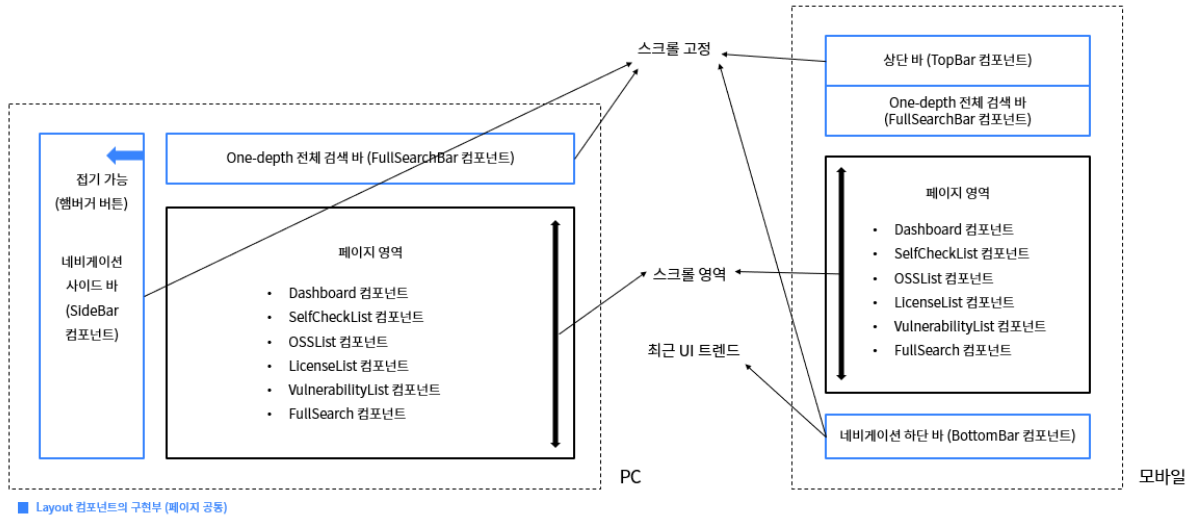 One-depth 전체 검색 바 (FullSearchBar 컴포넌트)
접기 가능
(햄버거 버튼)
네비게이션
사이드 바
(SideBar
컴포넌트)
페이지 영역
• Dashboard 컴포넌트
• SelfCheckList 컴포넌트
• OSSList 컴포넌트
• LicenseList 컴포넌트
• VulnerabilityList 컴포넌트
• FullSearch 컴포넌트
PC
Layout 컴포넌트의 구현부 (페이지 공통)
스크롤 고정
스크롤 영역
최근 UI 트렌드
상단 바 (TopBar 컴포넌트)
One-depth 전체 검색 바
(FullSearchBar 컴포넌트)
페이지 영역
• Dashboard 컴포넌트
• SelfCheckList 컴포넌트
• OSSList 컴포넌트
• LicenseList 컴포넌트
• VulnerabilityList 컴포넌트
• FullSearch 컴포넌트
네비게이션 하단 바 (BottomBar 컴포넌트)
모바일